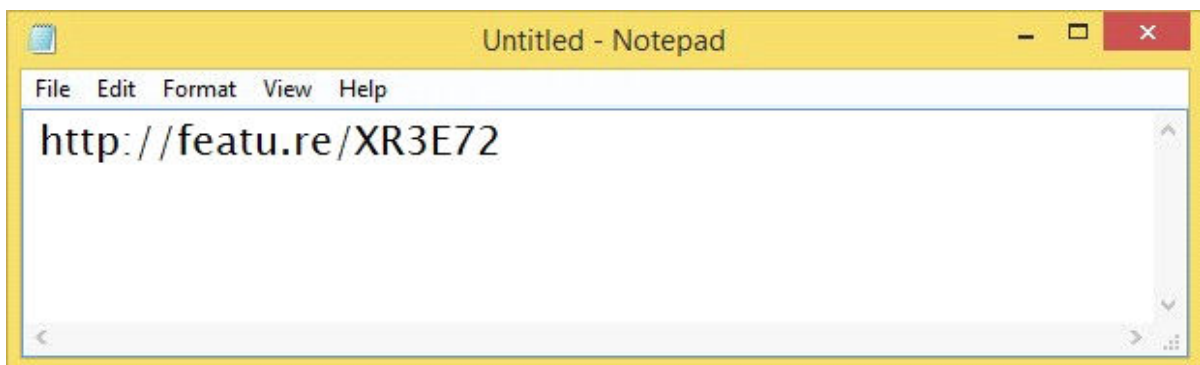 Untitled - Notepad
File Edit Format View Help
http://featu.re/XR3E72